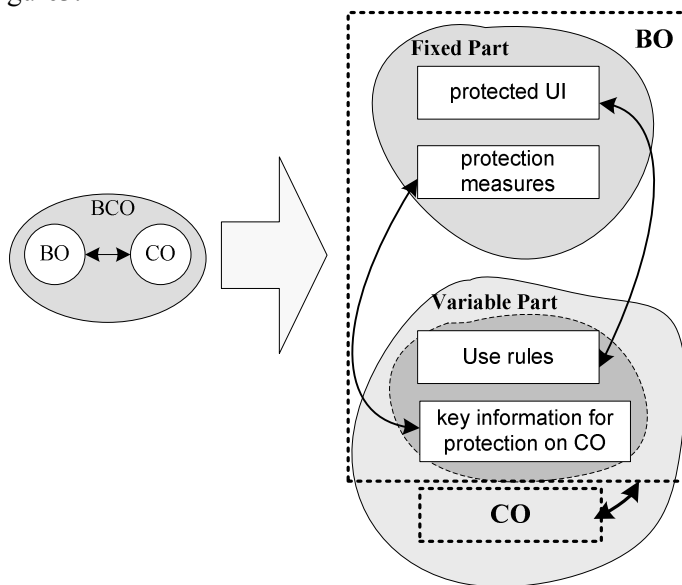 BO
Fixed Part
protected UI
protection
measures
BCO
BO
CO
Variable Part
Use rules
key information for
protection on CO
CO